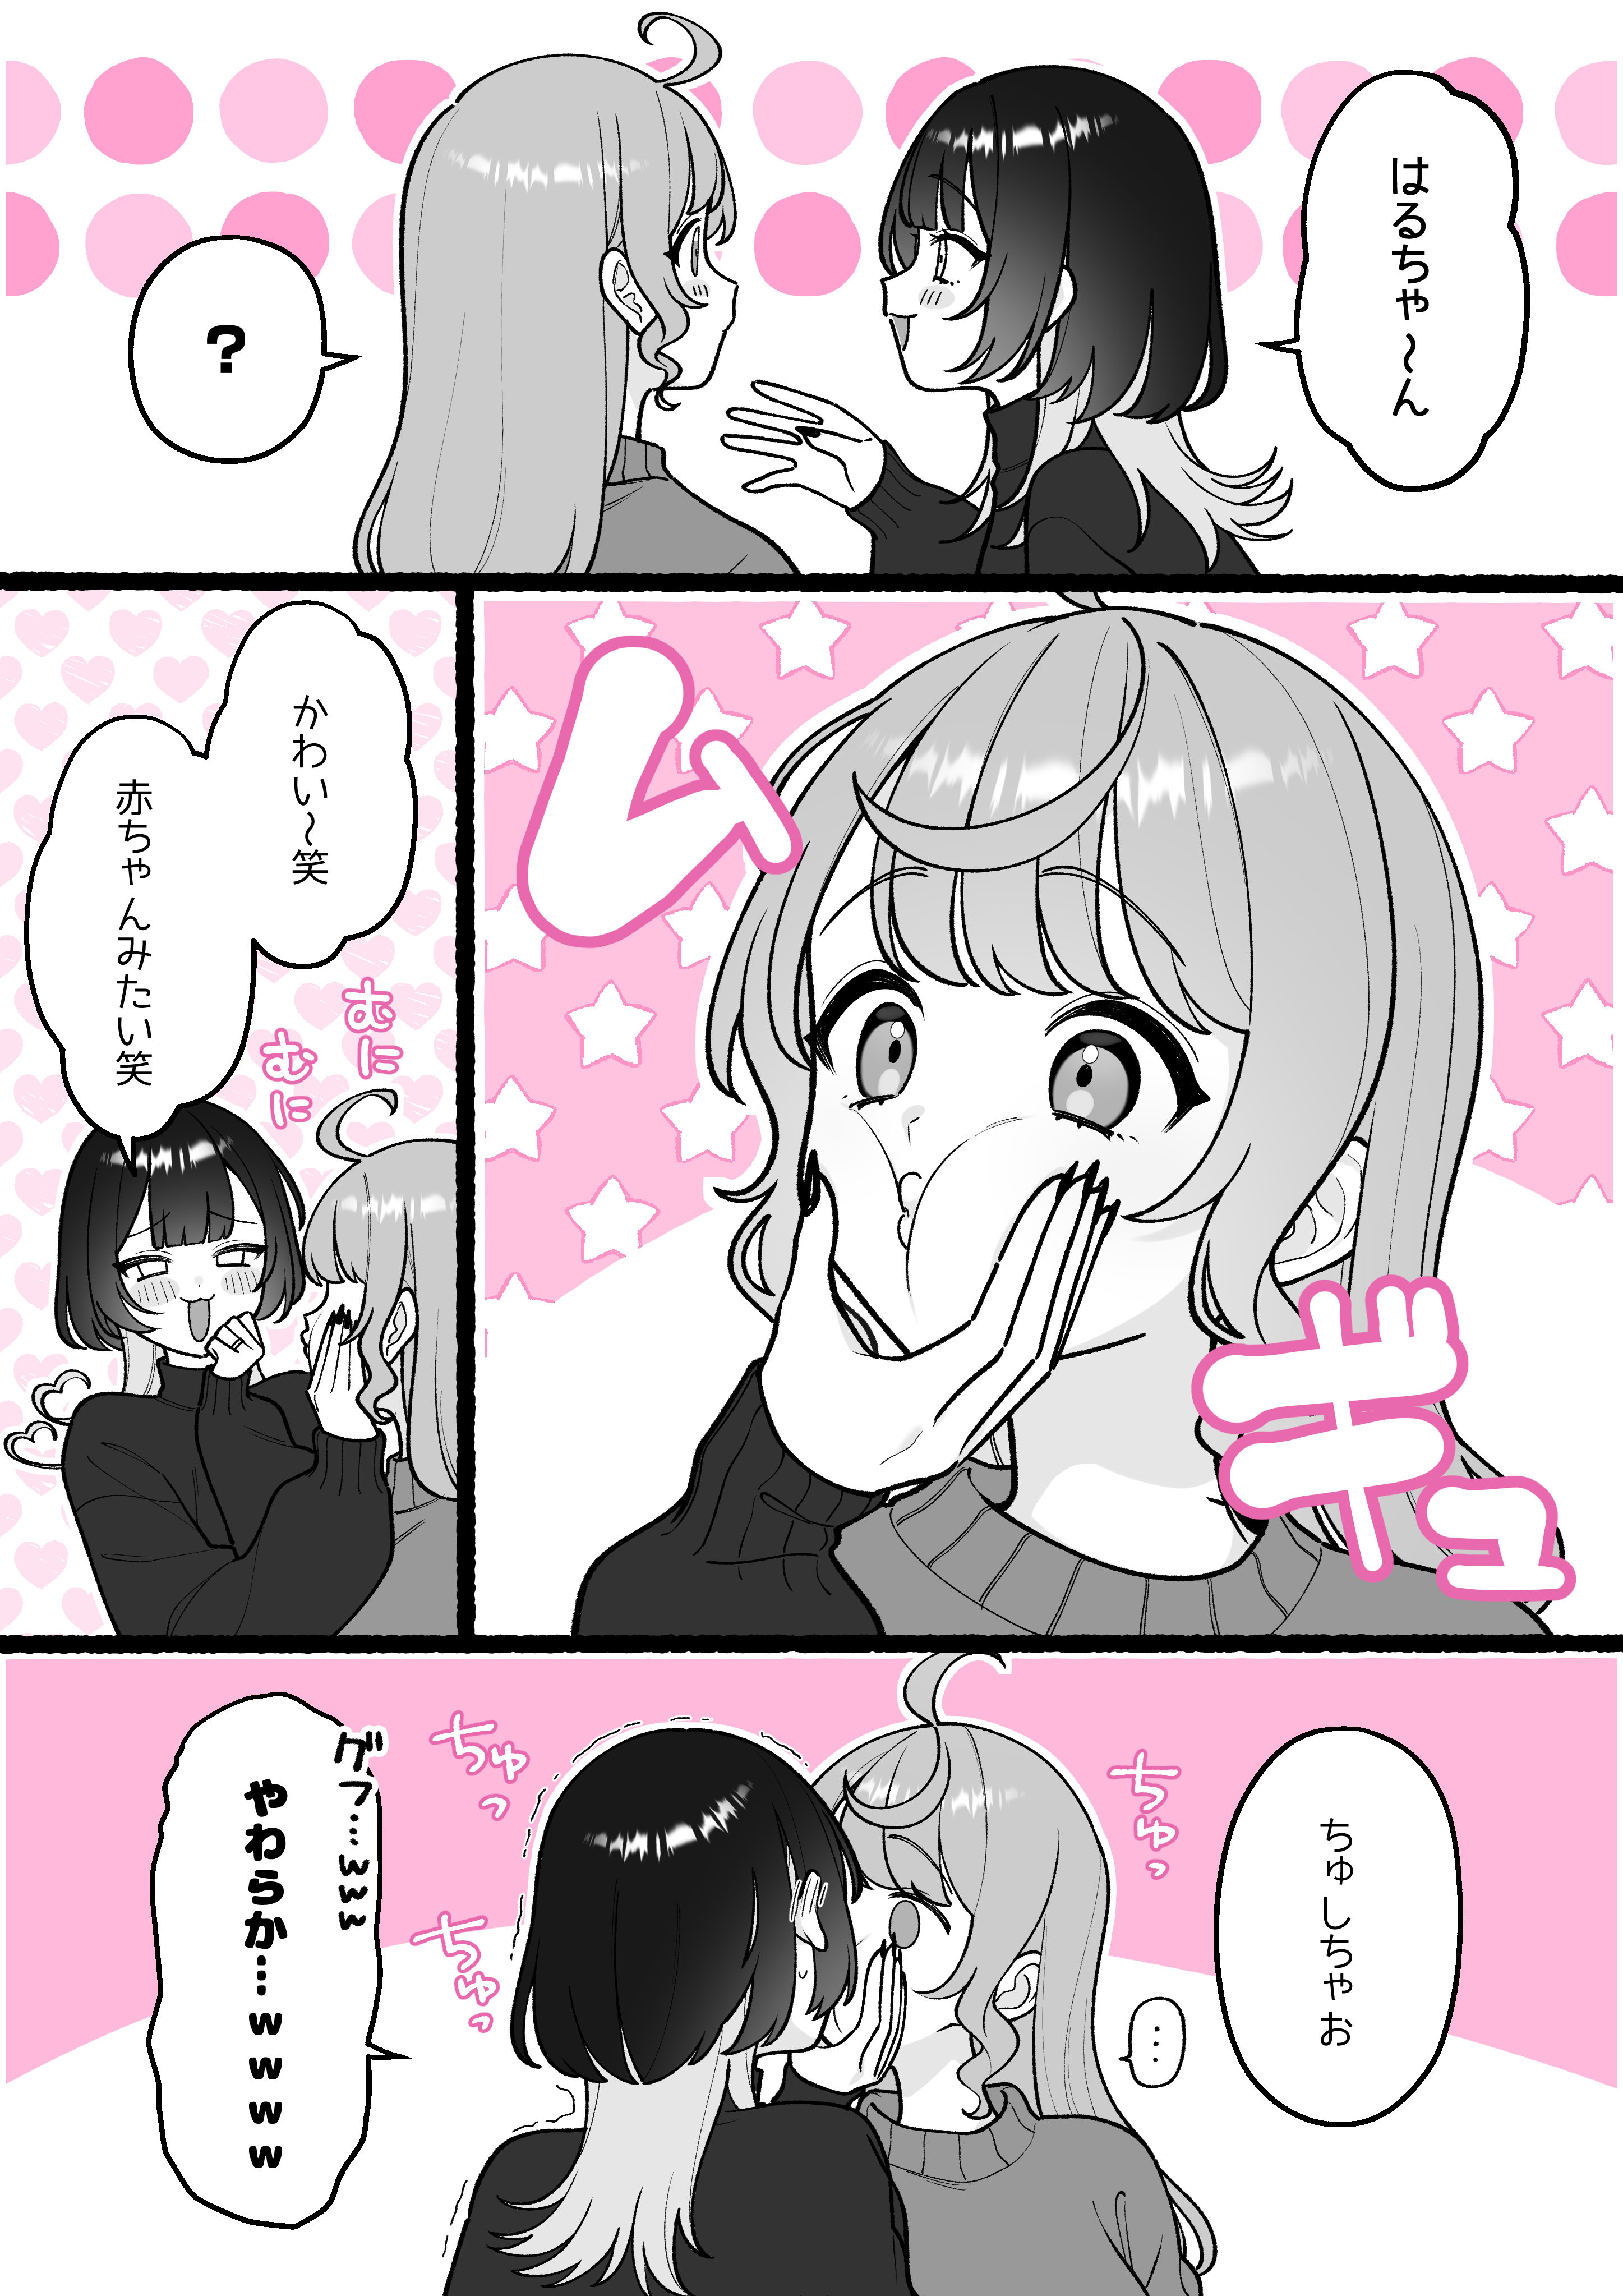 はるちゃ〜ん
?
ムギュ
かわい〜笑
赤ちゃんみたい笑
むに
むに
ちゅしちゃお
…
ちゅっ
ちゅっ
ちゅっ
グフ…www
やわらか…wwww